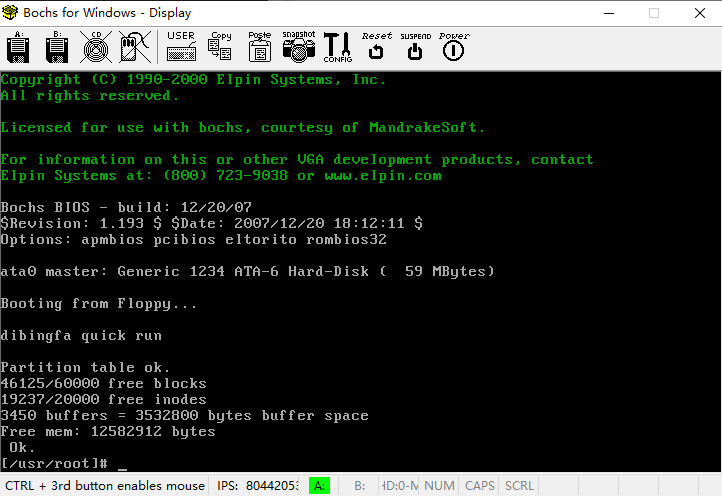 Bochs for Windows - Display
A:
B:
CD
USER
Copy
Paste
snapshot
CONFIG
Reset
SUSPEND
Power
Copyright (C) 1990-2000 Elpin Systems, Inc.
All rights reserved.
Licensed for use with bochs, courtesy of MandrakeSoft.
For information on this or other VGA development products, contact
Elpin Systems at: (800) 723-9038 or www.elpin.com
Bochs BIOS - build: 12/20/07
$Revision: 1.193 $ $Date: 2007/12/20 18:12:11 $
Options: apmbios pcibios eltorito rombios32
ata0 master: Generic 1234 ATA-6 Hard-Disk (  59 MBytes)
Booting from Floppy...
dibingfa quick run
Partition table ok.
46125/60000 free blocks
19237/20000 free inodes
3450 buffers = 3532800 bytes buffer space
Free mem: 12582912 bytes
 Ok.
[/usr/root]# _
CTRL + 3rd button enables mouse IPS: 80442053 A: B: HD:0-M NUM CAPS SCRL